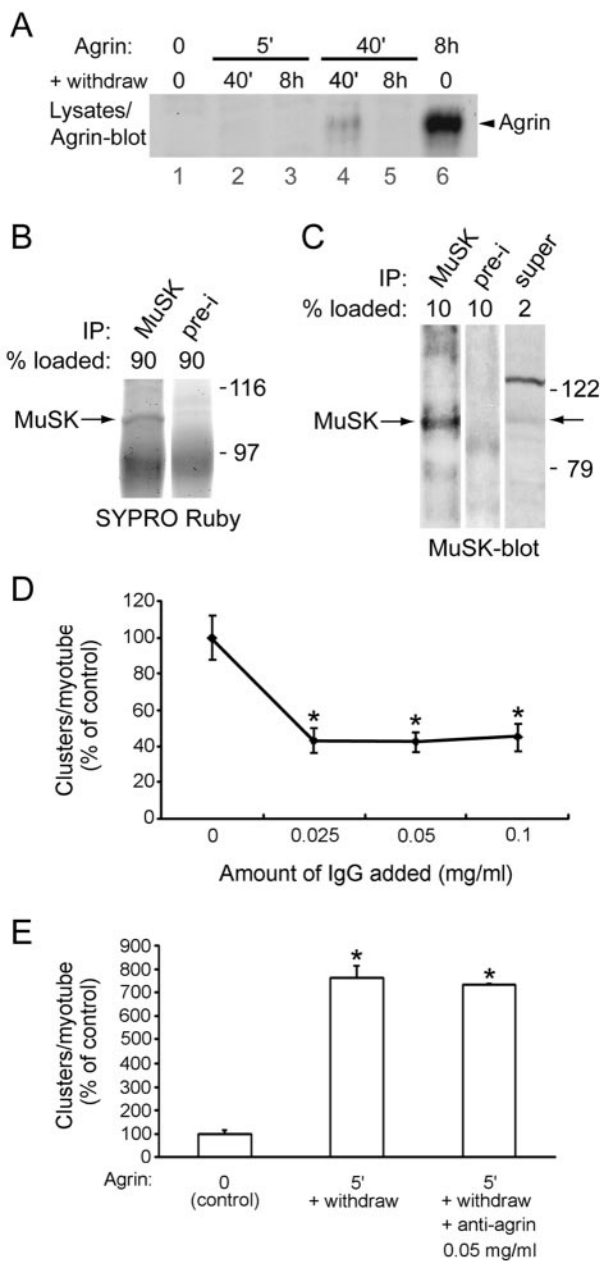 A
Agrin: 0 5' 40' 8h
+ withdraw 0 40' 8h 40' 8h 0
Lysates/
Agrin-blot
Agrin
1 2 3 4 5 6
B
IP: MuSK pre-i
% loaded: 90 90
- 116
MuSK
- 97
SYPRO Ruby
C
IP: MuSK pre-i super
% loaded: 10 10 2
- 122
MuSK
- 79
MuSK-blot
D
Clusters/myotube
(% of control)
120
100
80
60
40
20
0
* * *
0 0.025 0.05 0.1
Amount of IgG added (mg/ml)
E
Clusters/myotube
(% of control)
900
800
700
600
500
400
300
200
100
0
* *
Agrin: 0 5' 5'
(control) + withdraw + withdraw
+ anti-agrin
0.05 mg/ml